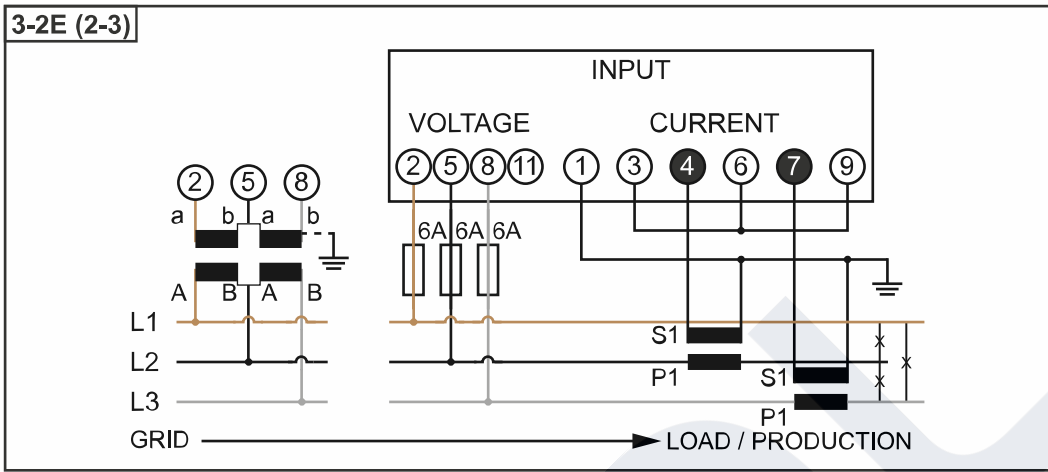 3-2E (2-3)
INPUT
VOLTAGE CURRENT
2 5 8 11 1 3 4 6 7 9
2 5 8
a b a b
6A 6A 6A
A B A B
L1
S1
L2
P1 S1
L3
P1
GRID LOAD / PRODUCTION
x
x
x